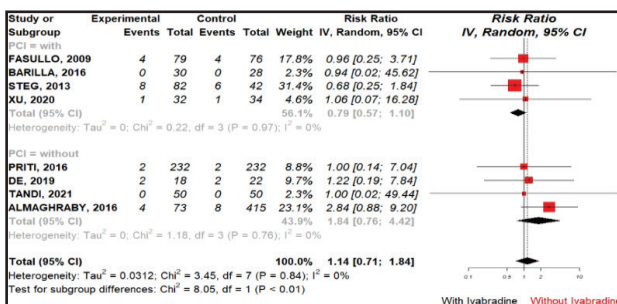 Study or Experimental Control Risk Ratio Risk Ratio
Subgroup Events Total Events Total Weight IV, Random, 95% CI IV, Random, 95% CI
PCI = with
FASULLO, 2009 4 79 4 76 17.8% 0.96 [0.25; 3.71]
BARILLA, 2016 0 30 0 28 2.3% 0.94 [0.02; 45.62]
STEG, 2013 8 82 6 42 29.1% 0.68 [0.25; 1.84]
XU, 2020 1 32 1 34 4.6% 1.06 [0.07; 16.28]
Total (95% CI) 56.1% 0.79 [0.57; 1.10]
Heterogeneity: Tau² = 0; Chi² = 0.22, df = 3 (P = 0.97); I² = 0%
PCI = without
PRITI, 2016 2 232 2 232 8.8% 1.00 [0.14; 7.04]
DE, 2019 2 18 2 22 9.7% 1.22 [0.19; 7.84]
TANDI, 2021 0 50 0 50 2.3% 1.00 [0.02; 49.44]
ALMAGHRABY, 2016 4 73 8 415 23.1% 2.84 [0.88; 9.20]
Total (95% CI) 43.9% 1.84 [0.76; 4.42]
Heterogeneity: Tau² = 0; Chi² = 1.18, df = 3 (P = 0.76); I² = 0%
Total (95% CI) 100.0% 1.14 [0.71; 1.84]
Heterogeneity: Tau² = 0.0312; Chi² = 3.45, df = 7 (P = 0.84); I² = 0%
Test for subgroup differences: Chi² = 8.05, df = 1 (P < 0.01)
0.1 0.5 1 2 10
With Ivabradine Without Ivabradine